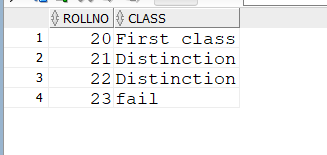 ROLLNO CLASS
1 20 First class
2 21 Distinction
3 22 Distinction
4 23 fail